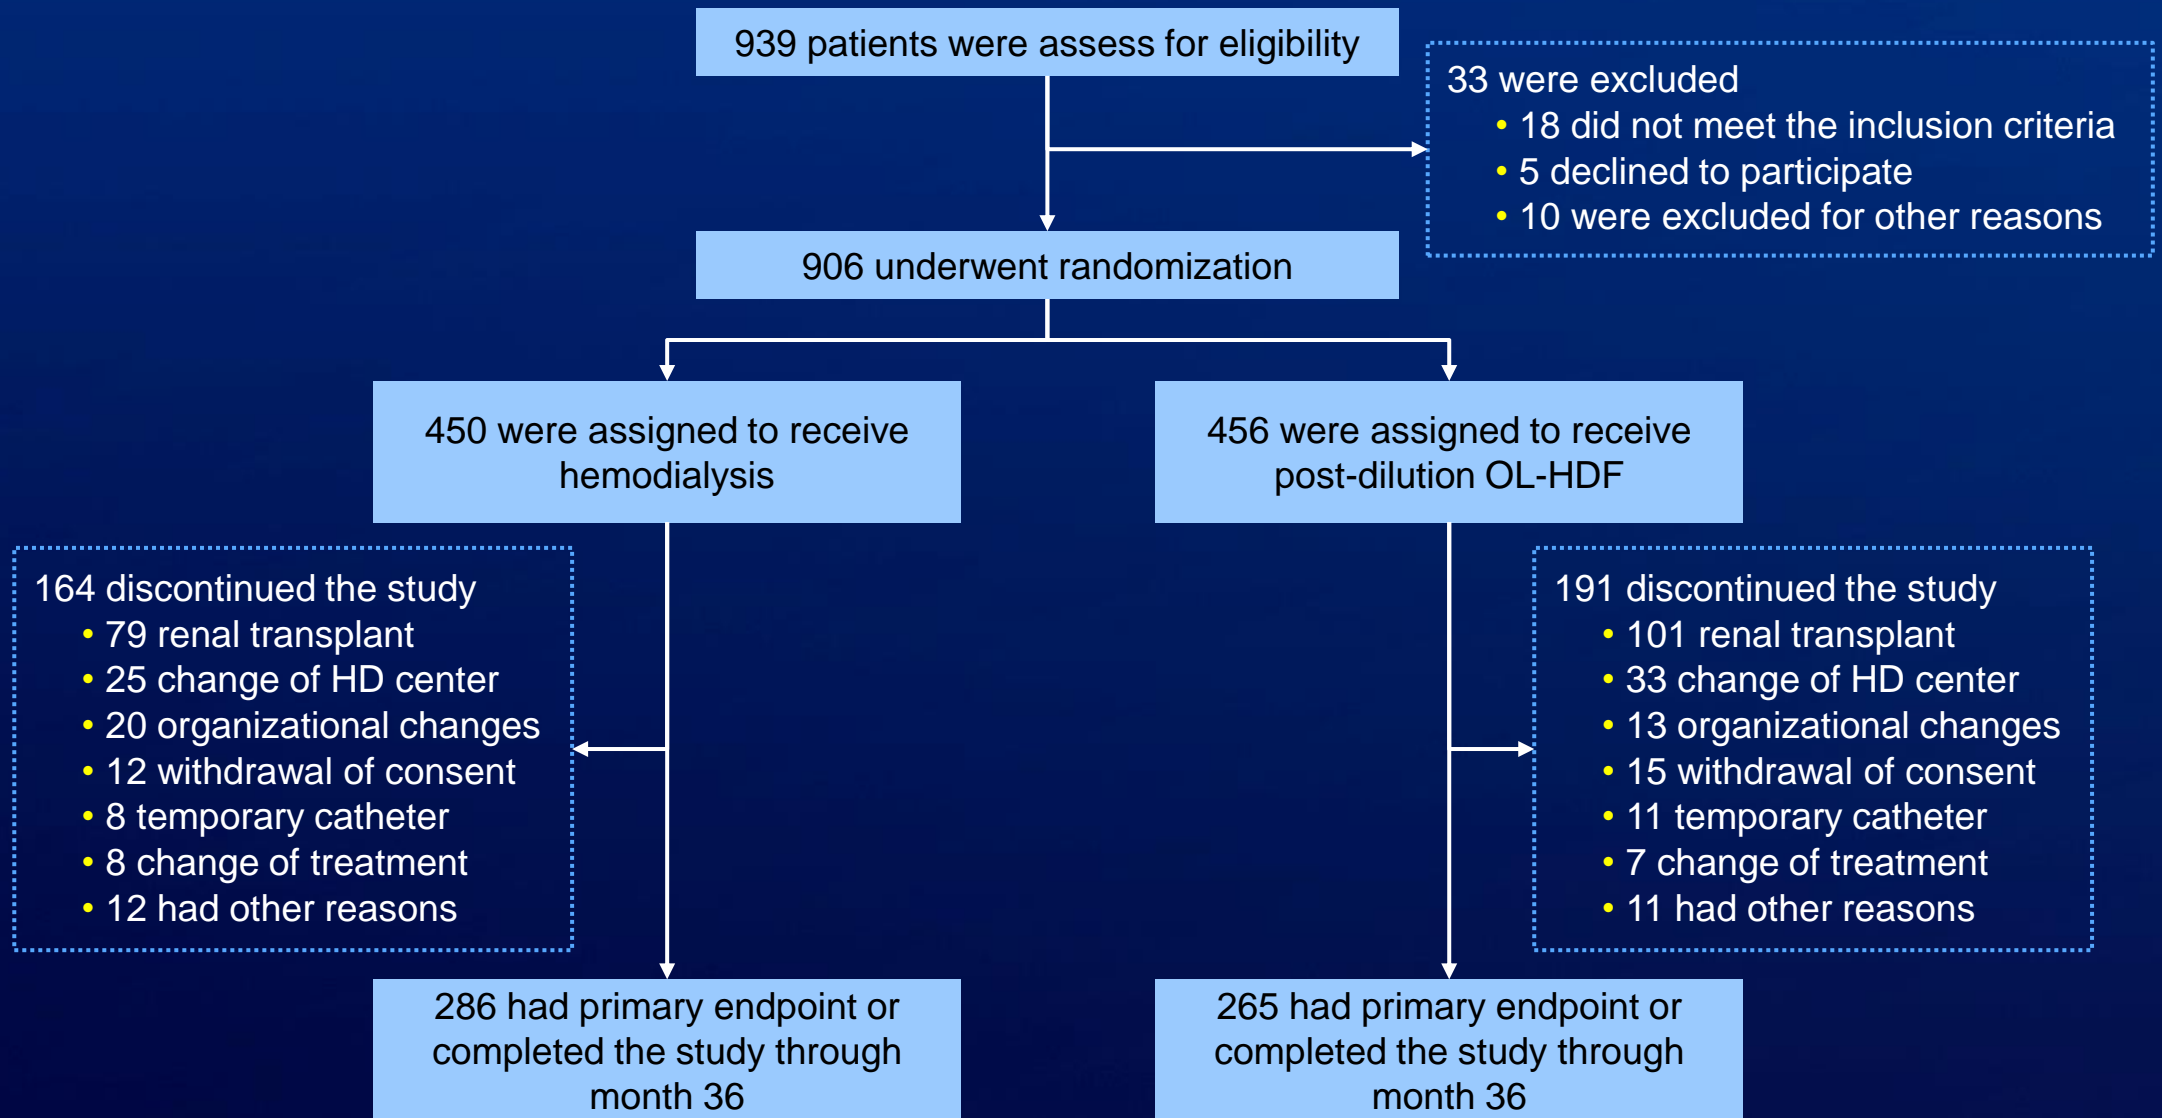 939 patients were assess for eligibility
33 were excluded
• 18 did not meet the inclusion criteria
• 5 declined to participate
• 10 were excluded for other reasons
906 underwent randomization
450 were assigned to receive
hemodialysis
456 were assigned to receive
post-dilution OL-HDF
164 discontinued the study
• 79 renal transplant
• 25 change of HD center
• 20 organizational changes
• 12 withdrawal of consent
• 8 temporary catheter
• 8 change of treatment
• 12 had other reasons
191 discontinued the study
• 101 renal transplant
• 33 change of HD center
• 13 organizational changes
• 15 withdrawal of consent
• 11 temporary catheter
• 7 change of treatment
• 11 had other reasons
286 had primary endpoint or
completed the study through
month 36
265 had primary endpoint or
completed the study through
month 36